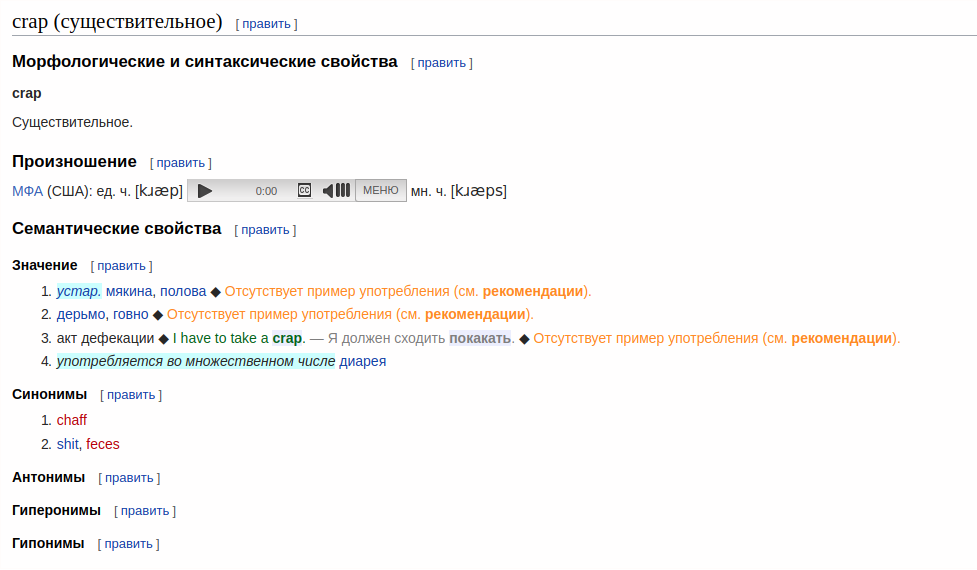 crap (существительное) [ править ]
Морфологические и синтаксические свойства [ править ]
crap
Существительное.
Произношение [ править ]
МФА (США): ед. ч. [kɹæp] 0:00 CC МЕНЮ мн. ч. [kɹæps]
Семантические свойства [ править ]
Значение [ править ]
1. устар. мякина, полова ◆ Отсутствует пример употребления (см. рекомендации).
2. дерьмо, говно ◆ Отсутствует пример употребления (см. рекомендации).
3. акт дефекации ◆ I have to take a crap. — Я должен сходить покакать. ◆ Отсутствует пример употребления (см. рекомендации).
4. употребляется во множественном числе диарея
Синонимы [ править ]
1. chaff
2. shit, feces
Антонимы [ править ]
Гиперонимы [ править ]
Гипонимы [ править ]